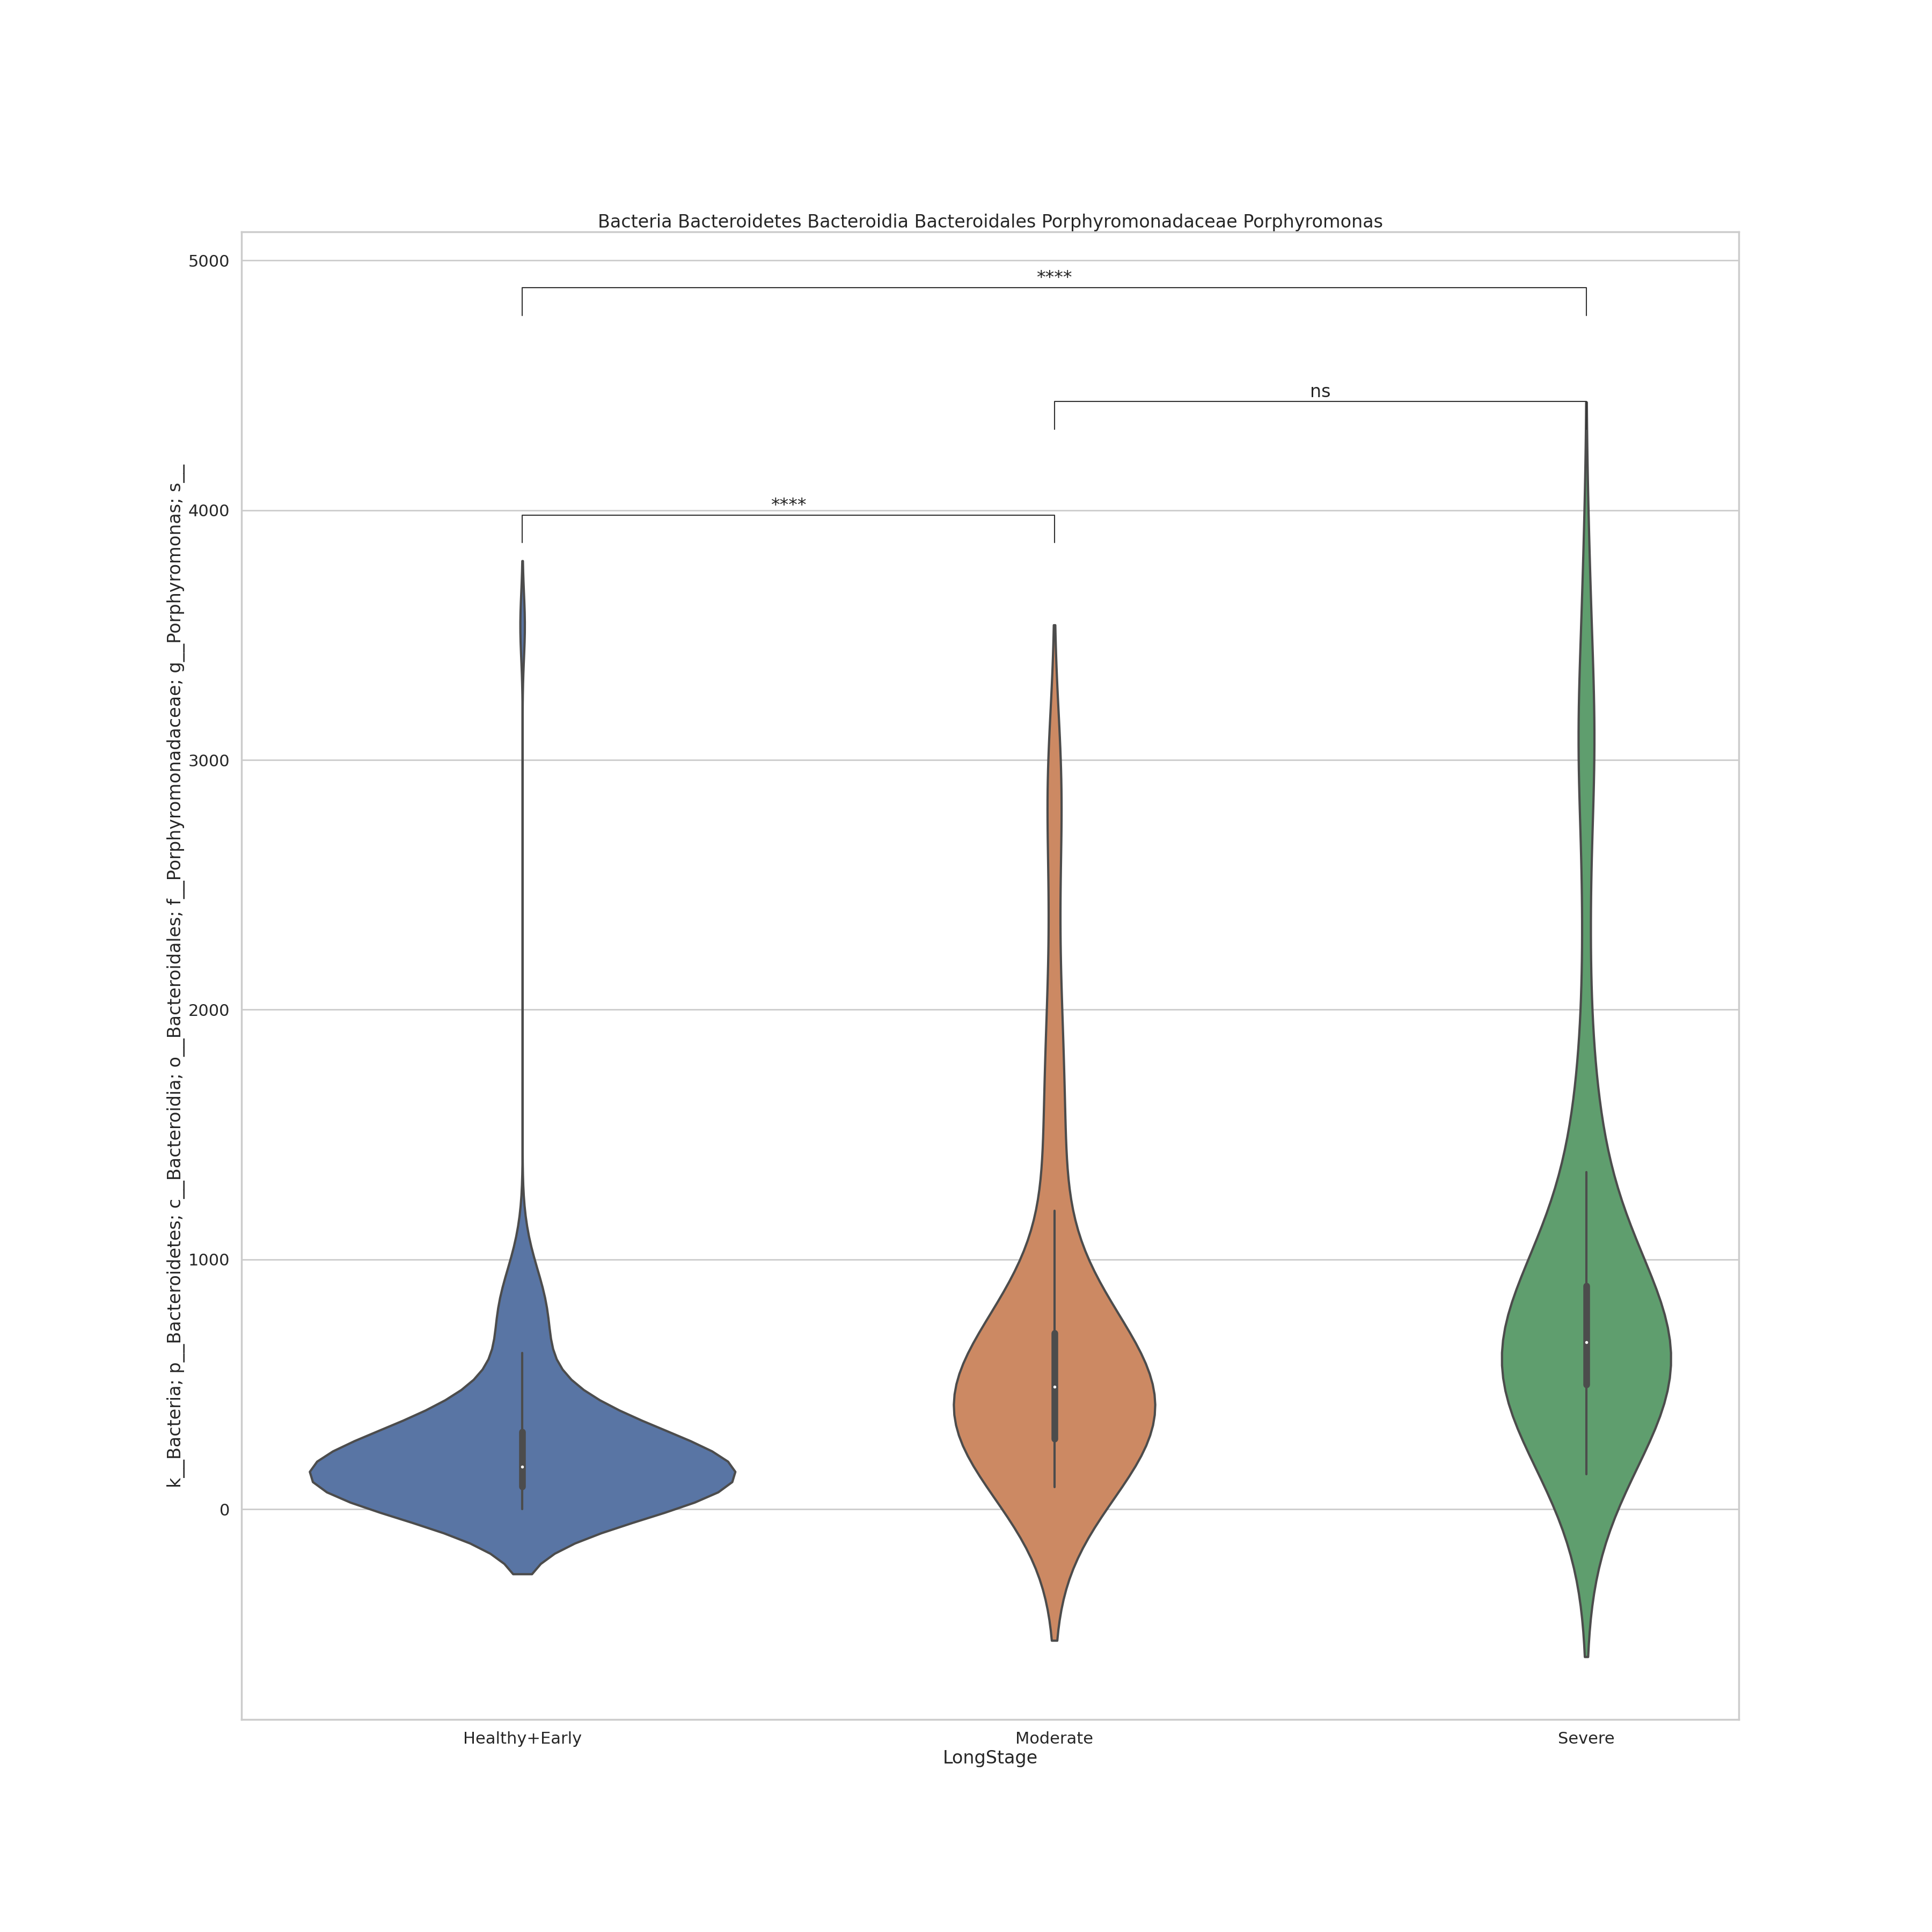 Bacteria Bacteroidetes Bacteroidia Bacteroidales Porphyromonadaceae Porphyromonas
k__Bacteria; p__Bacteroidetes; c__Bacteroidia; o__Bacteroidales; f__Porphyromonadaceae; g__Porphyromonas; s__
5000
4000
3000
2000
1000
0
****
ns
****
Healthy+Early
Moderate
Severe
LongStage